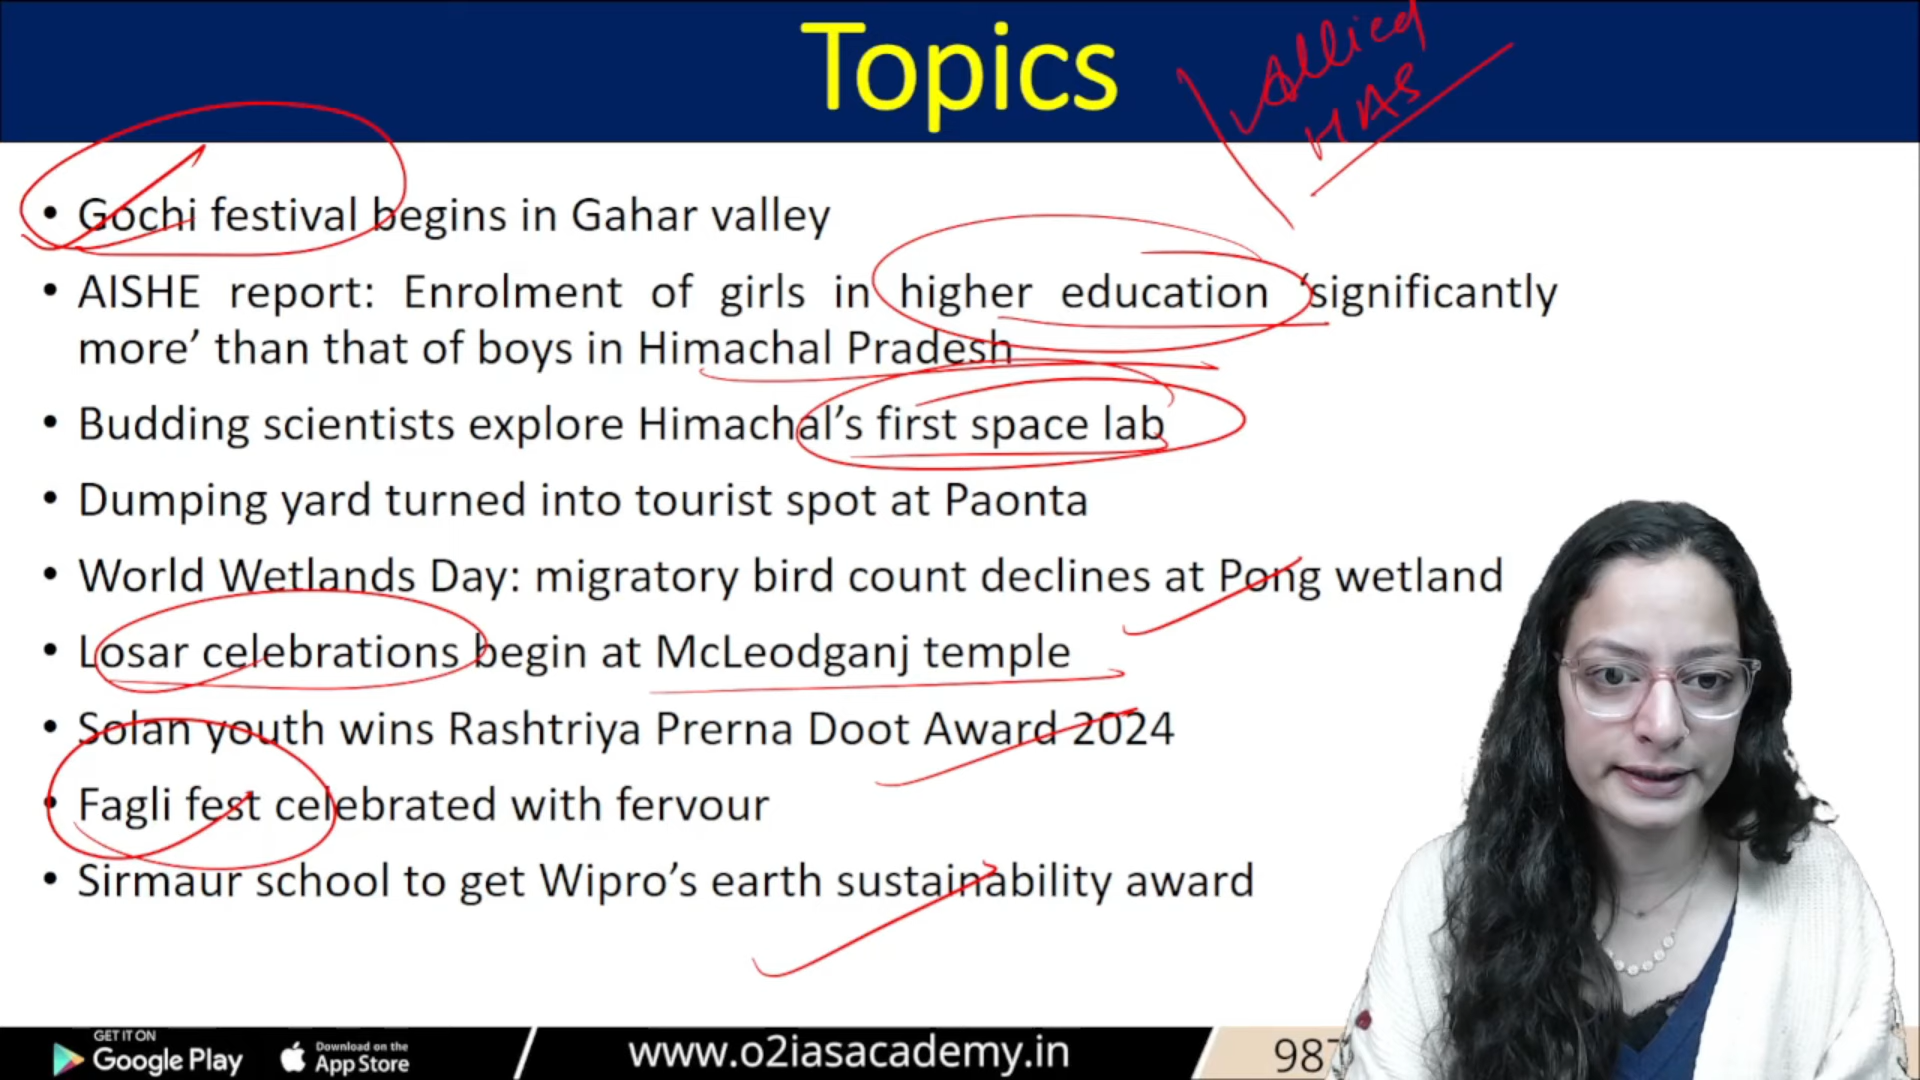 Topics
Allied
HAS
• Gochi festival begins in Gahar valley
• AISHE report: Enrolment of girls in higher education ‘significantly
more’ than that of boys in Himachal Pradesh
• Budding scientists explore Himachal’s first space lab
• Dumping yard turned into tourist spot at Paonta
• World Wetlands Day: migratory bird count declines at Pong wetland
• Losar celebrations begin at McLeodganj temple
• Solan youth wins Rashtriya Prerna Doot Award 2024
• Fagli fest celebrated with fervour
• Sirmaur school to get Wipro’s earth sustainability award
GET IT ON
Google Play
Download on the
App Store
www.o2iasacademy.in
98